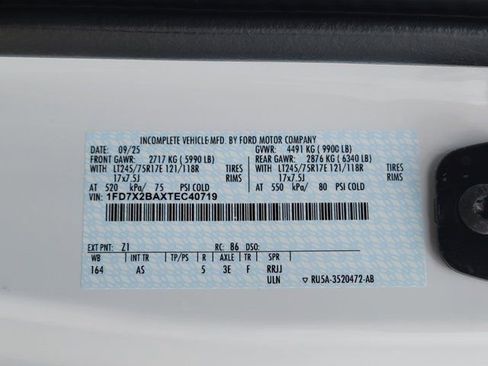 INCOMPLETE VEHICLE MFD. BY FORD MOTOR COMPANY
DATE: 09/25 GVWR: 4491 KG ( 9900 LB)
FRONT GAWR: 2717 KG ( 5990 LB) REAR GAWR: 2876 KG ( 6340 LB)
WITH LT245/75R17E 121/118R TIRES WITH LT245/75R17E 121/118R TIRES
17x7.5J RIMS 17x7.5J RIMS
AT 520 kPa/ 75 PSI COLD AT 550 kPa/ 80 PSI COLD
VIN: 1FD7X2BAXTEC40719
EXT PNT: Z1 RC: 86 DSO:
WB INT TR TP/PS R AXLE TR SPR
164 AS 5 3E F RRJJ
ULN ▽ RU5A-3520472-AB